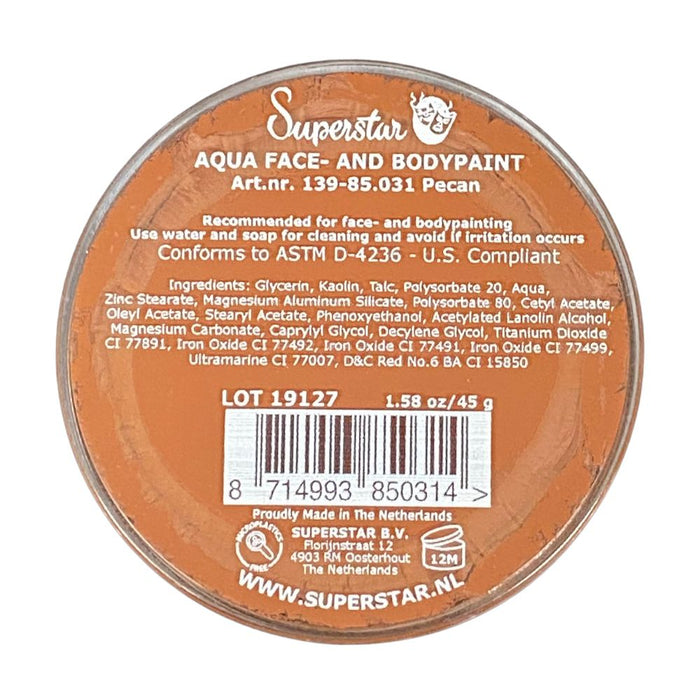 Superstar
AQUA FACE- AND BODYPAINT
Art.nr. 139-85.031 Pecan
Recommended for face- and bodypainting
Use water and soap for cleaning and avoid if irritation occurs
Conforms to ASTM D-4236 - U.S. Compliant
Ingredients: Glycerin, Kaolin, Talc, Polysorbate 20, Aqua,
Zinc Stearate, Magnesium Aluminum Silicate, Polysorbate 80, Cetyl Acetate,
Oleyl Acetate, Stearyl Acetate, Phenoxyethanol, Acetylated Lanolin Alcohol,
Magnesium Carbonate, Caprylyl Glycol, Decylene Glycol, Titanium Dioxide
CI 77891, Iron Oxide CI 77492, Iron Oxide CI 77491, Iron Oxide CI 77499,
Ultramarine CI 77007, D&C Red No.6 BA CI 15850
LOT 19127 1.58 oz/45 g
8 714993 850314 >
Proudly Made in The Netherlands
MICROPLASTICS FREE
SUPERSTAR B.V.
Florijnstraat 12
4903 RM Oosterhout
The Netherlands
12M
WWW.SUPERSTAR.NL